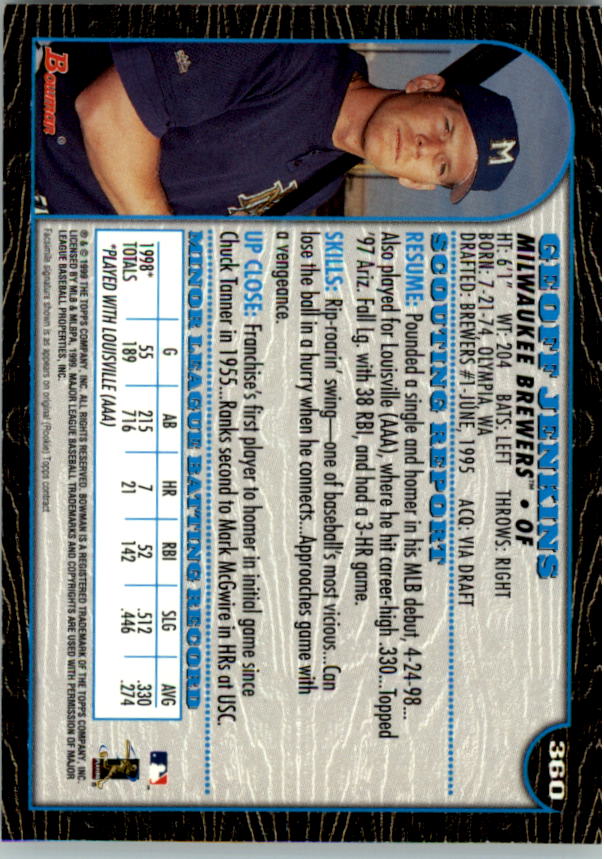 360
GEOFF JENKINS
MILWAUKEE BREWERS™ • OF
HT: 6'1" WT: 204 BATS: LEFT THROWS: RIGHT
BORN: 7-21-74, OLYMPIA, WA
DRAFTED: BREWERS #1-JUNE, 1995 ACQ: VIA DRAFT
SCOUTING REPORT
RESUME: Pounded a single and homer in his MLB debut, 4-24-98...
Also played for Louisville (AAA), where he hit career-high .330...Topped
'97 Ariz. Fall Lg. with 38 RBI, and had a 3-HR game.
SKILLS: Rip-roarin' swing—one of baseball's most vicious...Can
lose the ball in a hurry when he connects...Approaches game with
a vengeance.
UP CLOSE: Franchise's first player to homer in initial game since
Chuck Tanner in 1955...Ranks second to Mark McGwire in HRs at USC.
MINOR LEAGUE BATTING RECORD
G AB HR RBI SLG AVG
1998* 55 215 7 52 .512 .330
TOTALS 189 716 21 142 .446 .274
*PLAYED WITH LOUISVILLE (AAA)
® & © 1999 THE TOPPS COMPANY, INC. ALL RIGHTS RESERVED. BOWMAN IS A REGISTERED TRADEMARK OF THE TOPPS COMPANY, INC.
LICENSED BY MLB & MLBPA, 1999. MAJOR LEAGUE BASEBALL TRADEMARKS AND COPYRIGHTS ARE USED WITH PERMISSION OF MAJOR
LEAGUE BASEBALL PROPERTIES, INC.
Facsimile signature shown is as appears on original (Rookie) Topps contract
Bowman ®
M